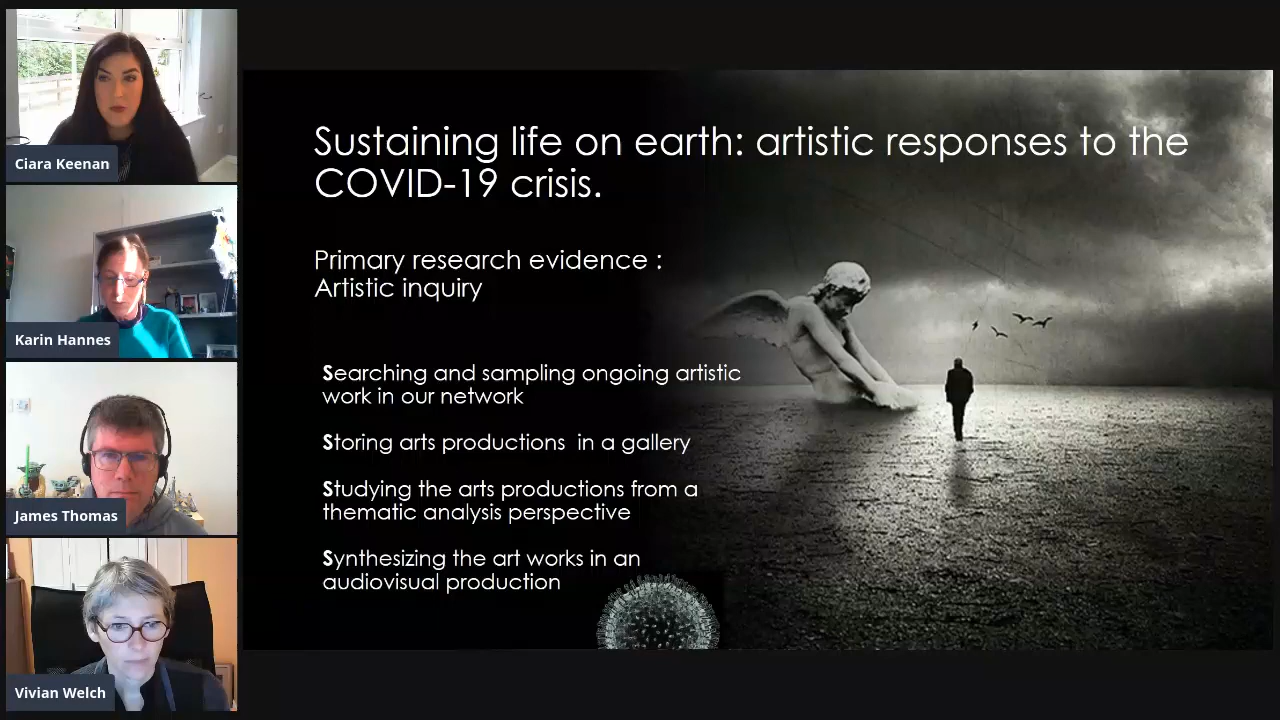 Ciara Keenan
Karin Hannes
James Thomas
Vivian Welch
Sustaining life on earth: artistic responses to the
COVID-19 crisis.
Primary research evidence :
Artistic inquiry
Searching and sampling ongoing artistic
work in our network
Storing arts productions in a gallery
Studying the arts productions from a
thematic analysis perspective
Synthesizing the art works in an
audiovisual production